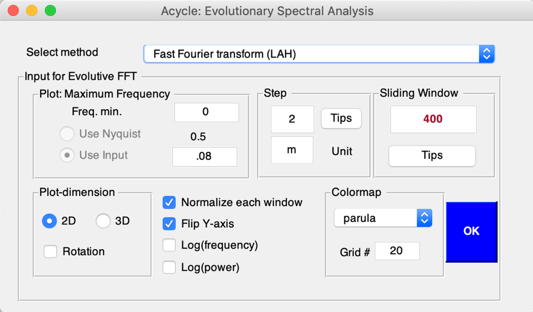 Acycle: Evolutionary Spectral Analysis
Select method
Fast Fourier transform (LAH)
Input for Evolutive FFT
Plot: Maximum Frequency
Freq. min.
0
Use Nyquist
0.5
Use Input
.08
Step
2
Tips
m
Unit
Sliding Window
400
Tips
Plot-dimension
2D
3D
Rotation
Normalize each window
Flip Y-axis
Log(frequency)
Log(power)
Colormap
parula
Grid #
20
OK